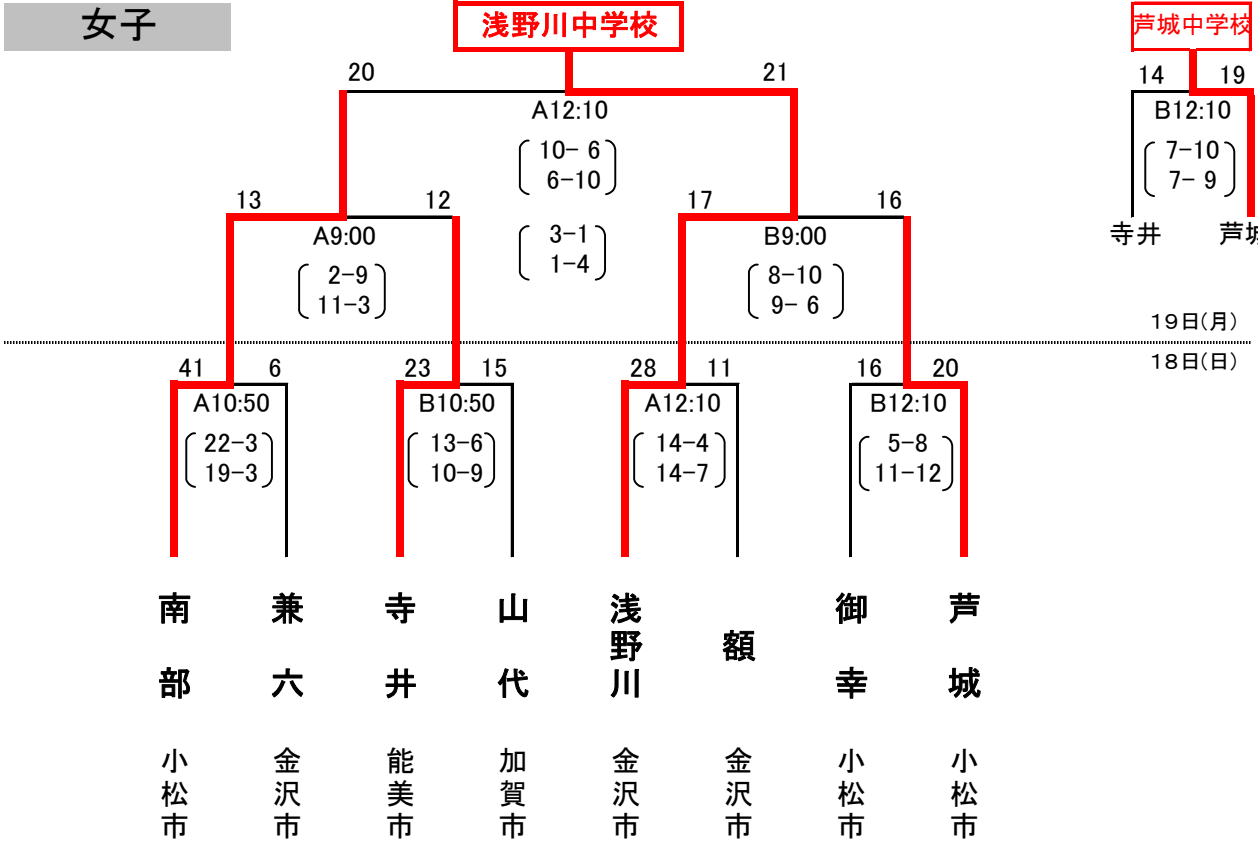 女子
浅野川中学校
芦城中学校
20
21
14
19
A12:10
B12:10
10- 6
6-10
7-10
7- 9
3-1
1-4
寺井
芦城
13
12
17
16
A9:00
B9:00
2-9
11-3
8-10
9- 6
19日(月)
18日(日)
41
6
23
15
28
11
16
20
A10:50
B10:50
A12:10
B12:10
22-3
19-3
13-6
10-9
14-4
14-7
5-8
11-12
南部
兼六
寺井
山代
浅野川
額
御幸
芦城
小松市
金沢市
能美市
加賀市
金沢市
金沢市
小松市
小松市